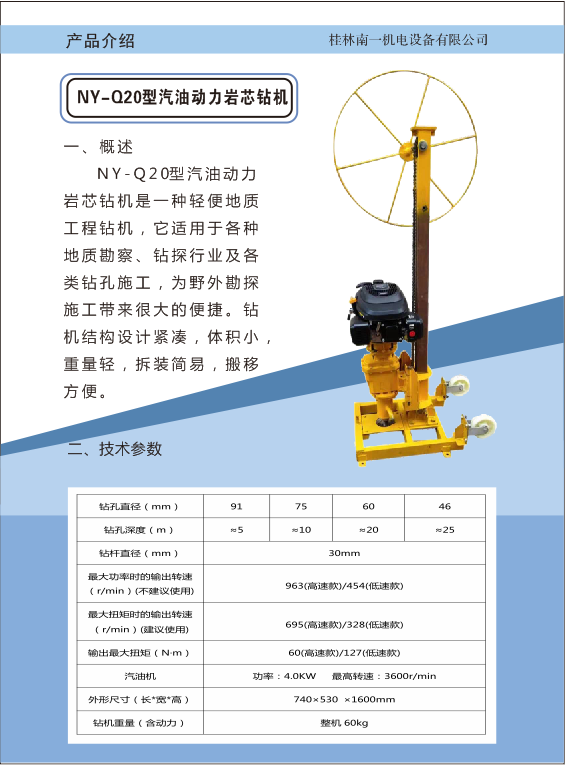 产品介绍
桂林南一机电设备有限公司
NY-Q20型汽油动力岩芯钻机
一、概述
NY-Q20型汽油动力
岩芯钻机是一种轻便地质
工程钻机，它适用于各种
地质勘察、钻探行业及各
类钻孔施工，为野外勘探
施工带来很大的便捷。钻
机结构设计紧凑，体积小，
重量轻，拆装简易，搬移
方便。
二、技术参数
钻孔直径（mm） 91 75 60 46
钻孔深度（m） ≈5 ≈10 ≈20 ≈25
钻杆直径（mm） 30mm
最大功率时的输出转速
（r/min）(不建议使用) 963(高速款)/454(低速款)
最大扭矩时的输出转速
（r/min）(建议使用) 695(高速款)/328(低速款)
输出最大扭矩（N·m） 60(高速款)/127(低速款)
汽油机 功率：4.0KW 最高转速：3600r/min
外形尺寸（长*宽*高） 740×530 ×1600mm
钻机重量（含动力） 整机 60kg